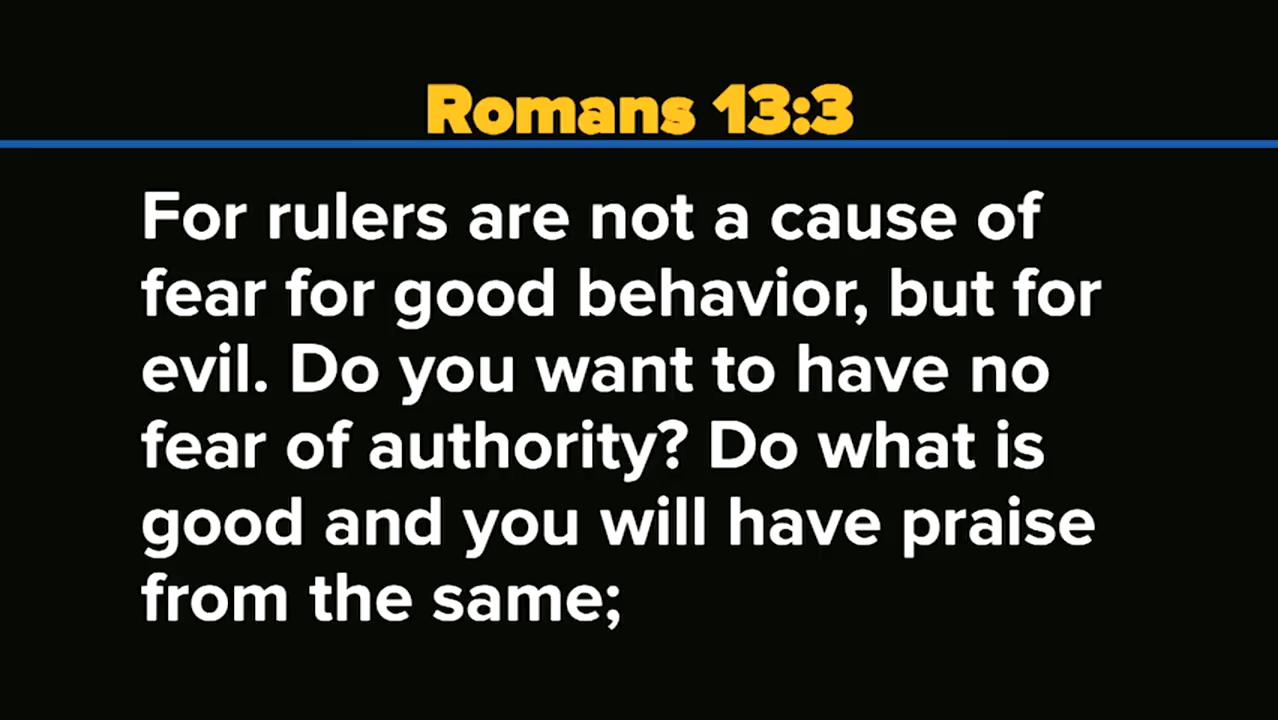 Romans 13:3
For rulers are not a cause of
fear for good behavior, but for
evil. Do you want to have no
fear of authority? Do what is
good and you will have praise
from the same;